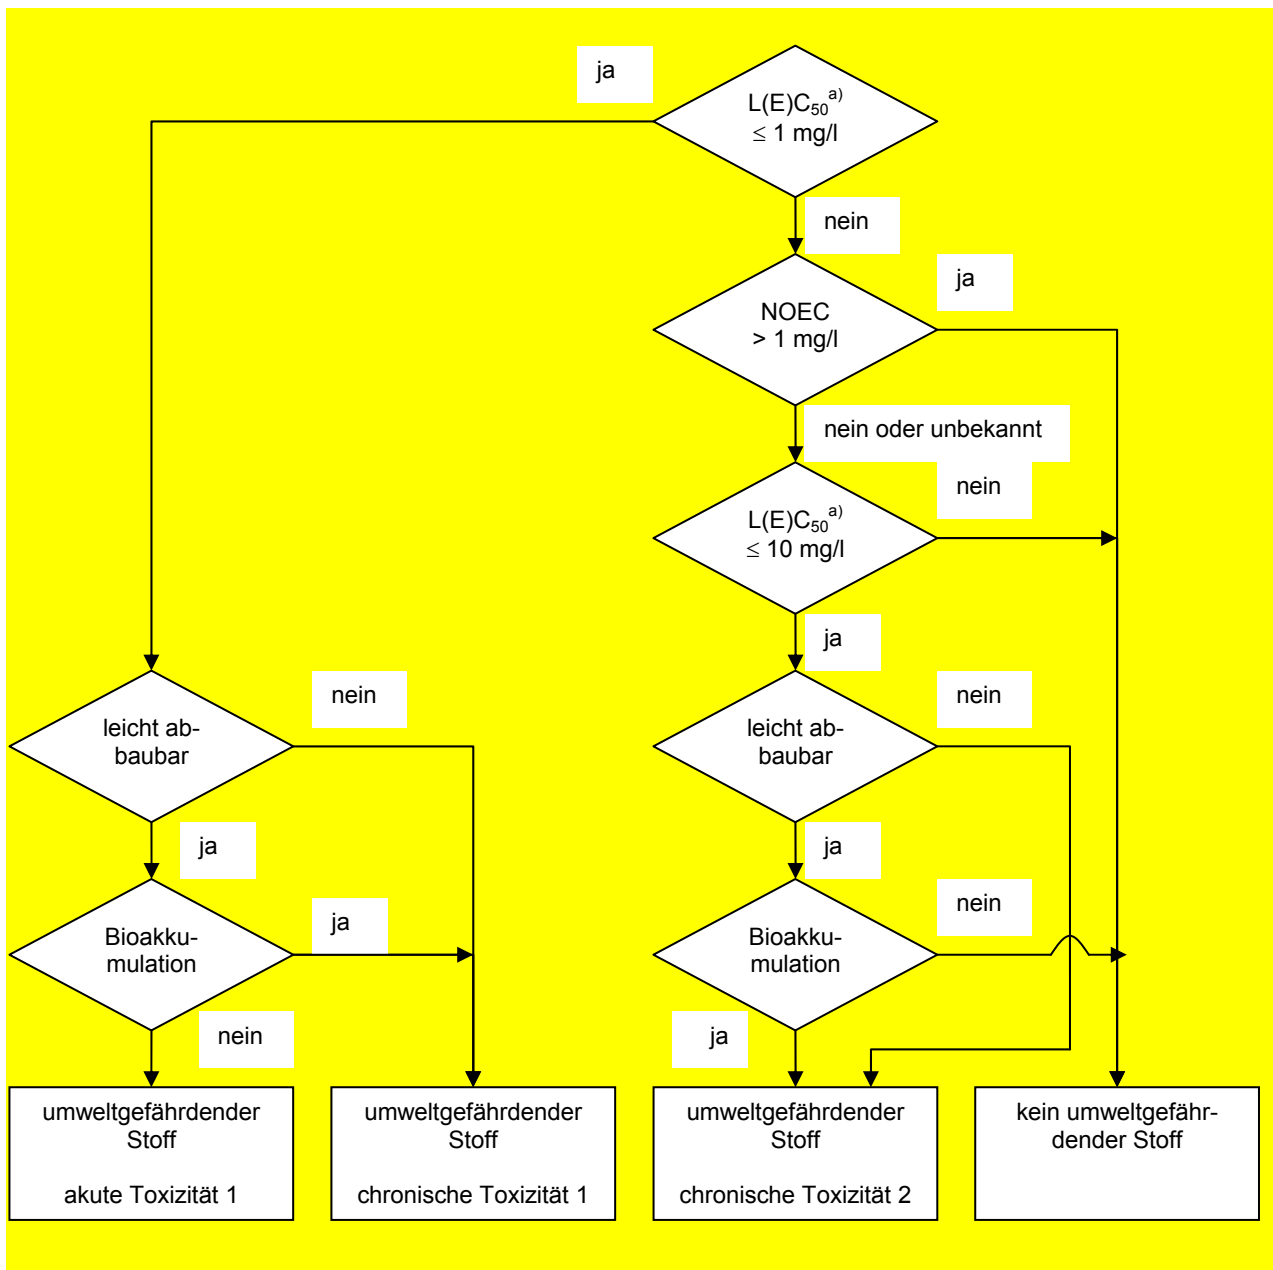 ja
L(E)C50a)
≤ 1 mg/l
nein
ja
NOEC
> 1 mg/l
nein oder unbekannt
nein
L(E)C50a)
≤ 10 mg/l
ja
nein
nein
leicht ab-
baubar
leicht ab-
baubar
ja
ja
ja
nein
Bioakku-
mulation
Bioakku-
mulation
nein
ja
umweltgefährdender
Stoff
akute Toxizität 1
umweltgefährdender
Stoff
chronische Toxizität 1
umweltgefährdender
Stoff
chronische Toxizität 2
kein umweltgefähr-
dender Stoff